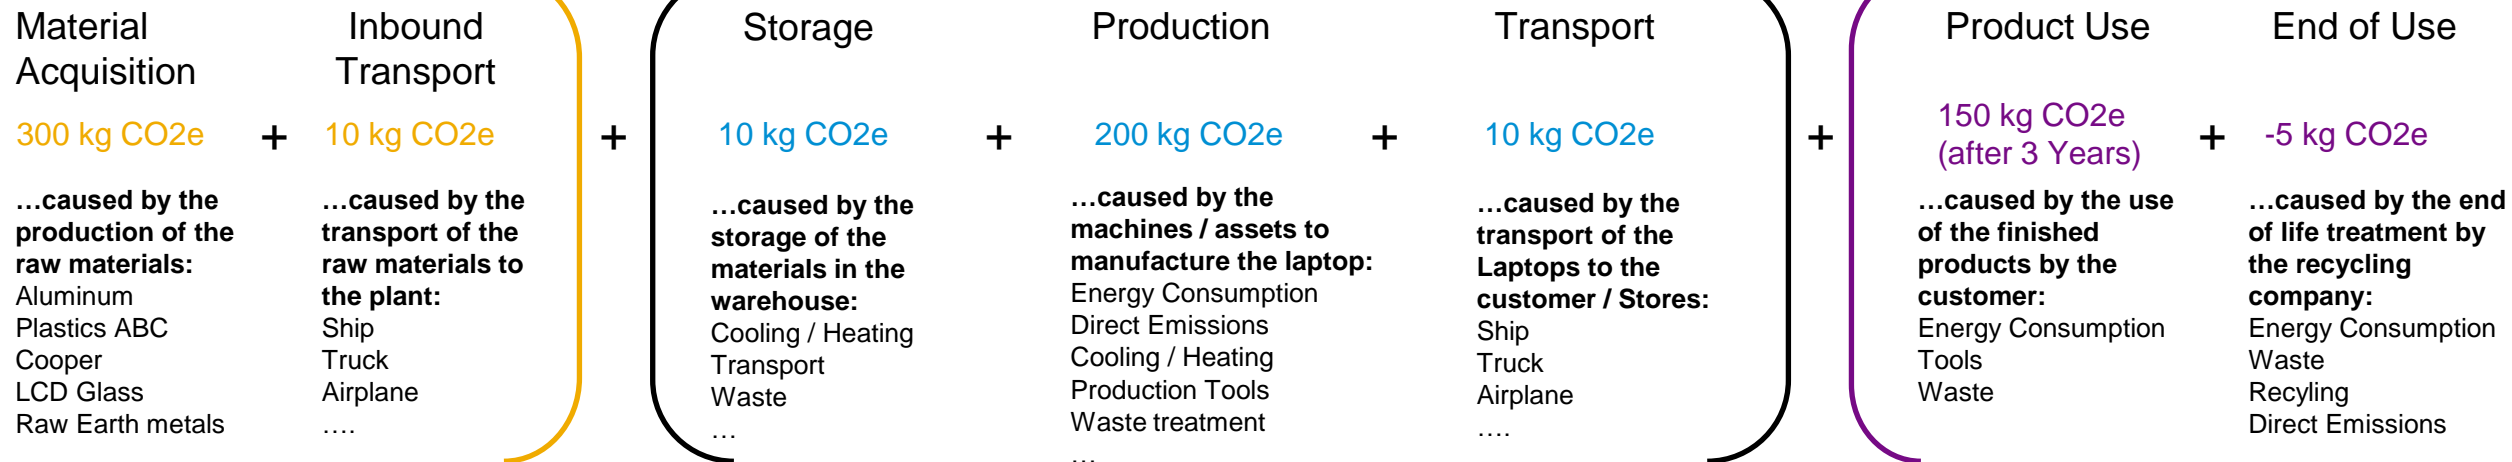 Material
Acquisition
300 kg CO2e
…caused by the
production of the
raw materials:
Aluminum
Plastics ABC
Cooper
LCD Glass
Raw Earth metals
+
Inbound
Transport
10 kg CO2e
…caused by the
transport of the
raw materials to
the plant:
Ship
Truck
Airplane
….
+
Storage
10 kg CO2e
…caused by the
storage of the
materials in the
warehouse:
Cooling / Heating
Transport
Waste
…
+
Production
200 kg CO2e
…caused by the
machines / assets to
manufacture the laptop:
Energy Consumption
Direct Emissions
Cooling / Heating
Production Tools
Waste treatment
…
+
Transport
10 kg CO2e
…caused by the
transport of the
Laptops to the
customer / Stores:
Ship
Truck
Airplane
….
+
Product Use
150 kg CO2e
(after 3 Years)
…caused by the use
of the finished
products by the
customer:
Energy Consumption
Tools
Waste
+
End of Use
-5 kg CO2e
…caused by the end
of life treatment by
the recycling
company:
Energy Consumption
Waste
Recyling
Direct Emissions